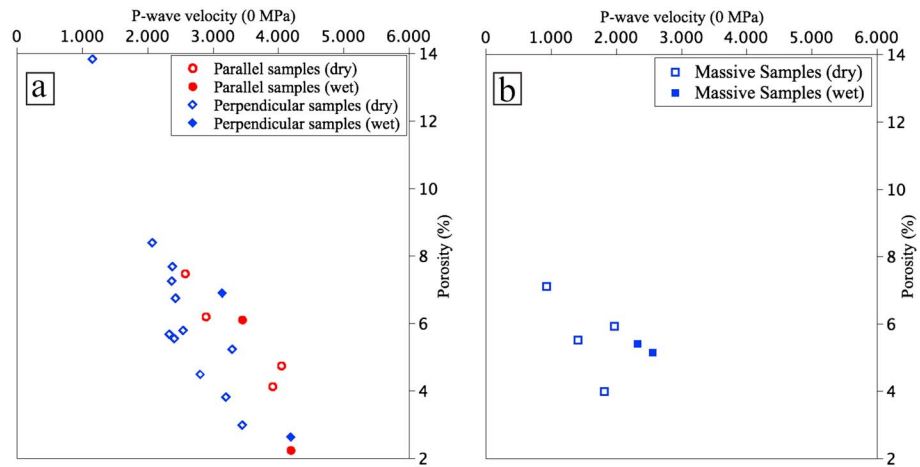 P-wave velocity (0 MPa)
0 1.000 2.000 3.000 4.000 5.000 6.000
a
Parallel samples (dry)
Parallel samples (wet)
Perpendicular samples (dry)
Perpendicular samples (wet)
14
12
10
8
6
4
2
Porosity (%)
P-wave velocity (0 MPa)
0 1.000 2.000 3.000 4.000 5.000 6.000
b
Massive Samples (dry)
Massive Samples (wet)
14
12
10
8
6
4
2
Porosity (%)